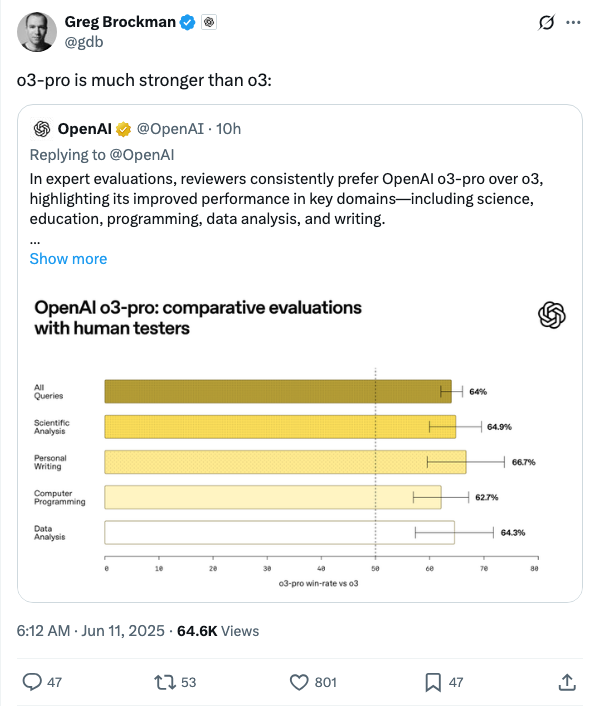 Greg Brockman
@gdb
o3-pro is much stronger than o3:
OpenAI @OpenAI · 10h
Replying to @OpenAI
In expert evaluations, reviewers consistently prefer OpenAI o3-pro over o3,
highlighting its improved performance in key domains—including science,
education, programming, data analysis, and writing.
...
Show more
OpenAI o3-pro: comparative evaluations
with human testers
All
Queries
64%
Scientific
Analysis
64.9%
Personal
Writing
66.7%
Computer
Programming
62.7%
Data
Analysis
64.3%
0 10 20 30 40 50 60 70 80
o3-pro win-rate vs o3
6:12 AM · Jun 11, 2025 · 64.6K Views
47 53 801 47